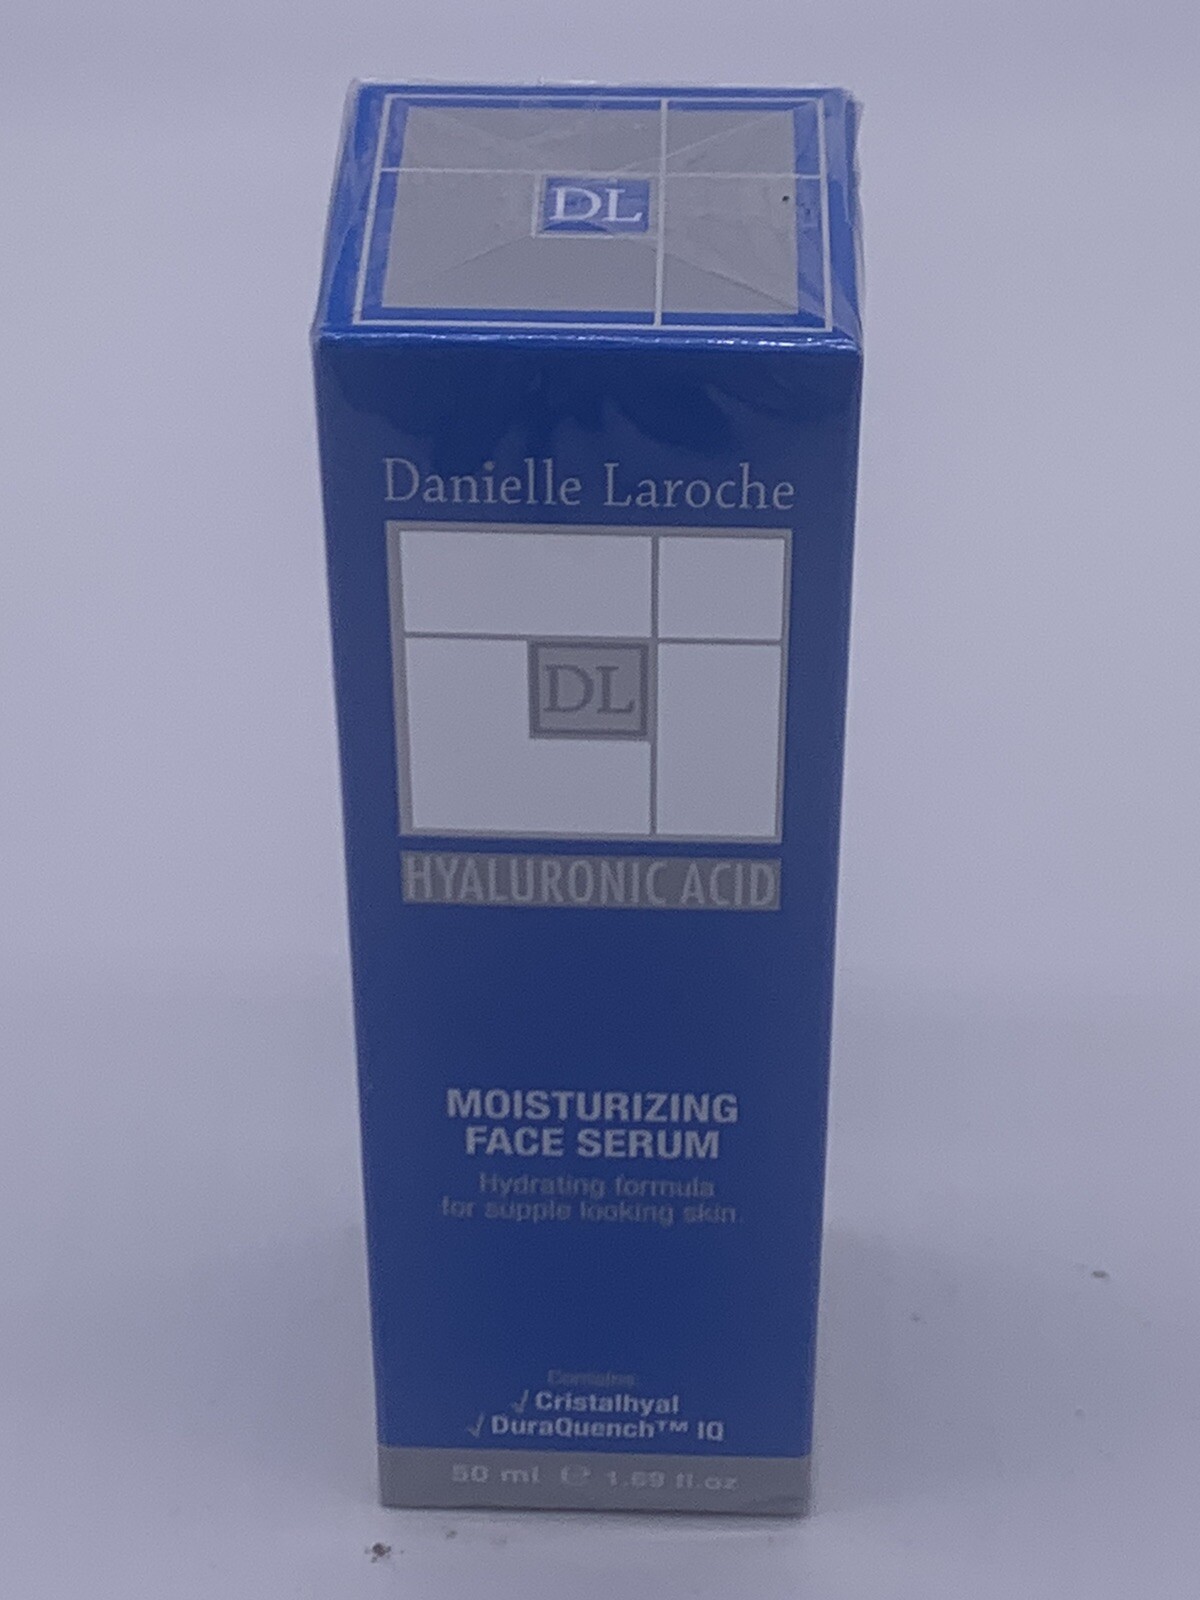 DL
Danielle Laroche
DL
HYALURONIC ACID
MOISTURIZING
FACE SERUM
Hydrating formula
for supple looking skin.
Contains:
√ Cristalhyal
√ DuraQuench™ IQ
50 ml ℮ 1.69 fl.oz